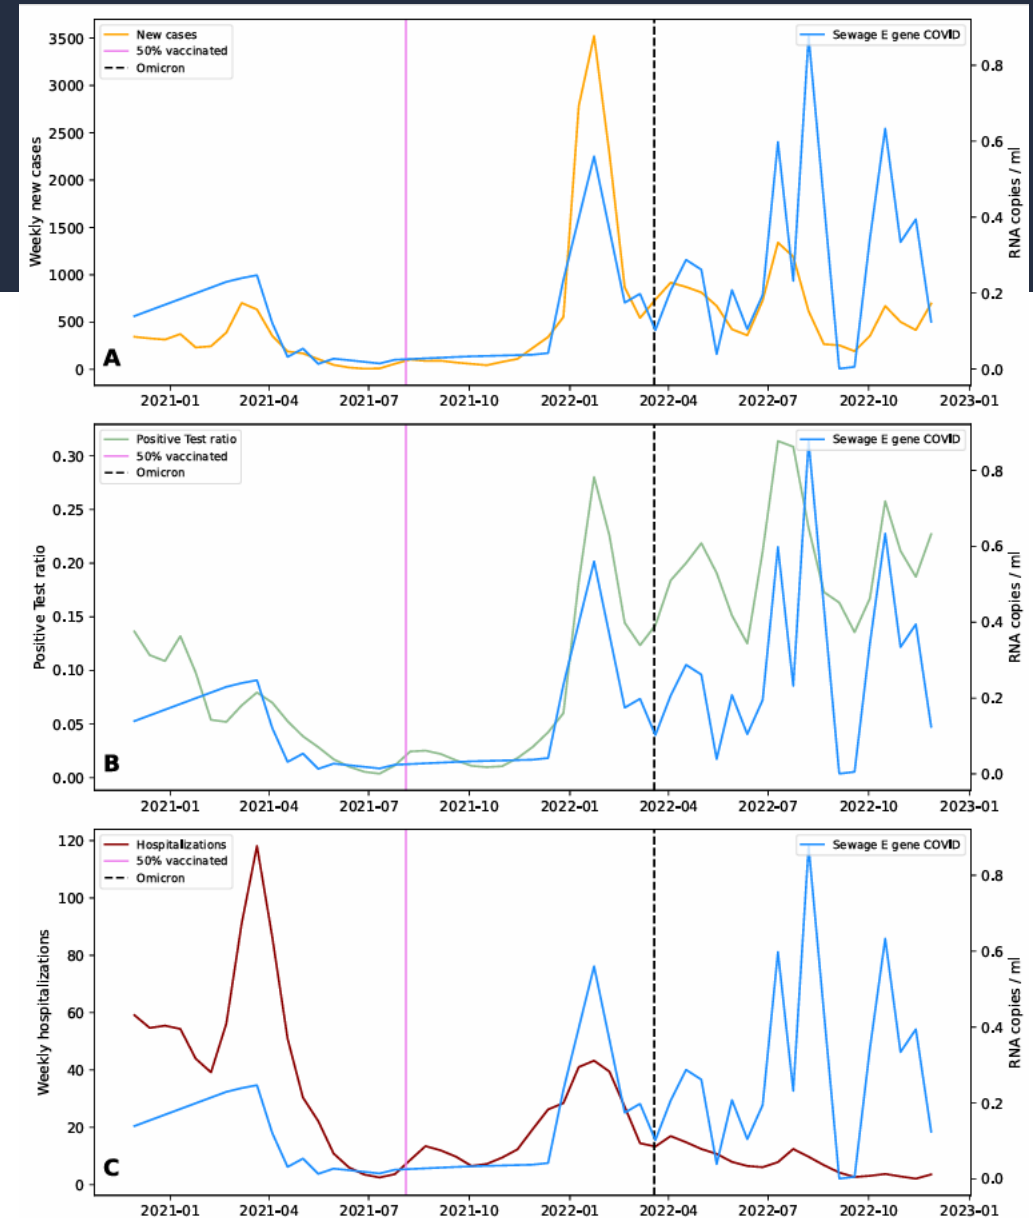 New cases
50% vaccinated
Omicron
Sewage E gene COVID
3500
3000
2500
2000
1500
1000
500
0
Weekly new cases
0.8
0.6
0.4
0.2
0.0
RNA copies / ml
A
2021-01 2021-04 2021-07 2021-10 2022-01 2022-04 2022-07 2022-10 2023-01
Positive Test ratio
50% vaccinated
Omicron
Sewage E gene COVID
0.30
0.25
0.20
0.15
0.10
0.05
0.00
Positive Test ratio
0.8
0.6
0.4
0.2
0.0
RNA copies / ml
B
2021-01 2021-04 2021-07 2021-10 2022-01 2022-04 2022-07 2022-10 2023-01
Hospitalizations
50% vaccinated
Omicron
Sewage E gene COVID
120
100
80
60
40
20
0
Weekly hospitalizations
0.8
0.6
0.4
0.2
0.0
RNA copies / ml
C
2021-01 2021-04 2021-07 2021-10 2022-01 2022-04 2022-07 2022-10 2023-01